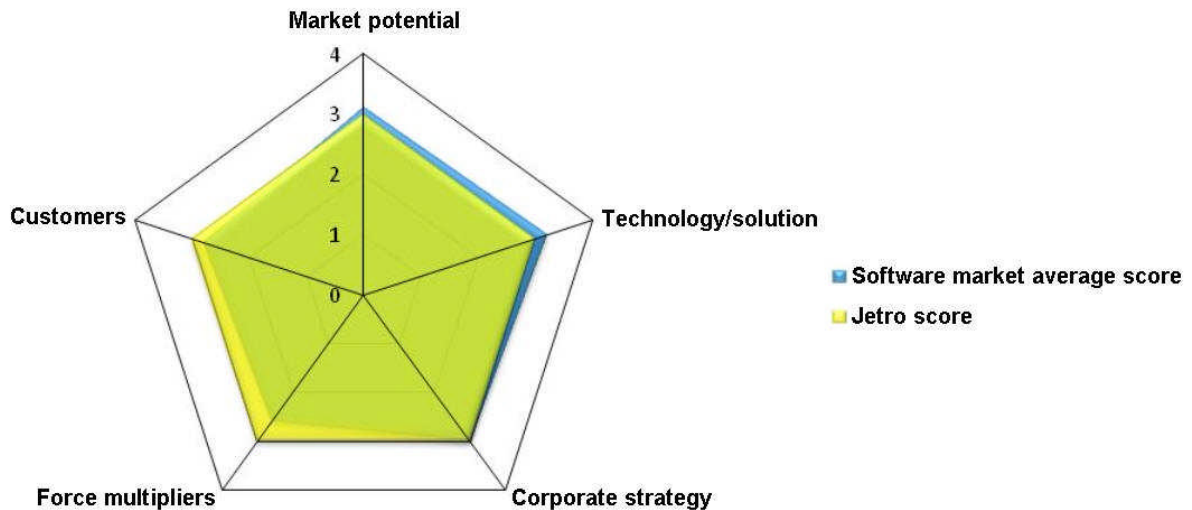 Market potential
4
3
2
1
0
Customers
Technology/solution
Software market average score
Jetro score
Force multipliers
Corporate strategy